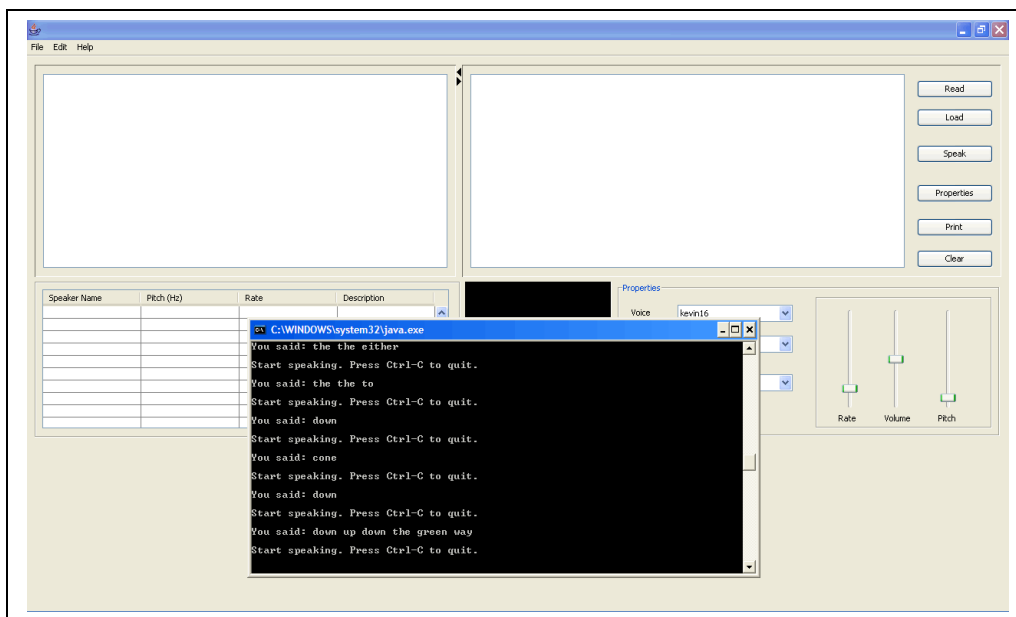 File Edit Help
Read
Load
Speak
Properties
Print
Clear
Speaker Name Pitch (Hz) Rate Description
Properties
Voice kevin16
Rate Volume Pitch
C:\WINDOWS\system32\java.exe
You said: the the either
Start speaking. Press Ctrl-C to quit.
You said: the the to
Start speaking. Press Ctrl-C to quit.
You said: down
Start speaking. Press Ctrl-C to quit.
You said: cone
Start speaking. Press Ctrl-C to quit.
You said: down
Start speaking. Press Ctrl-C to quit.
You said: down up down the green way
Start speaking. Press Ctrl-C to quit.